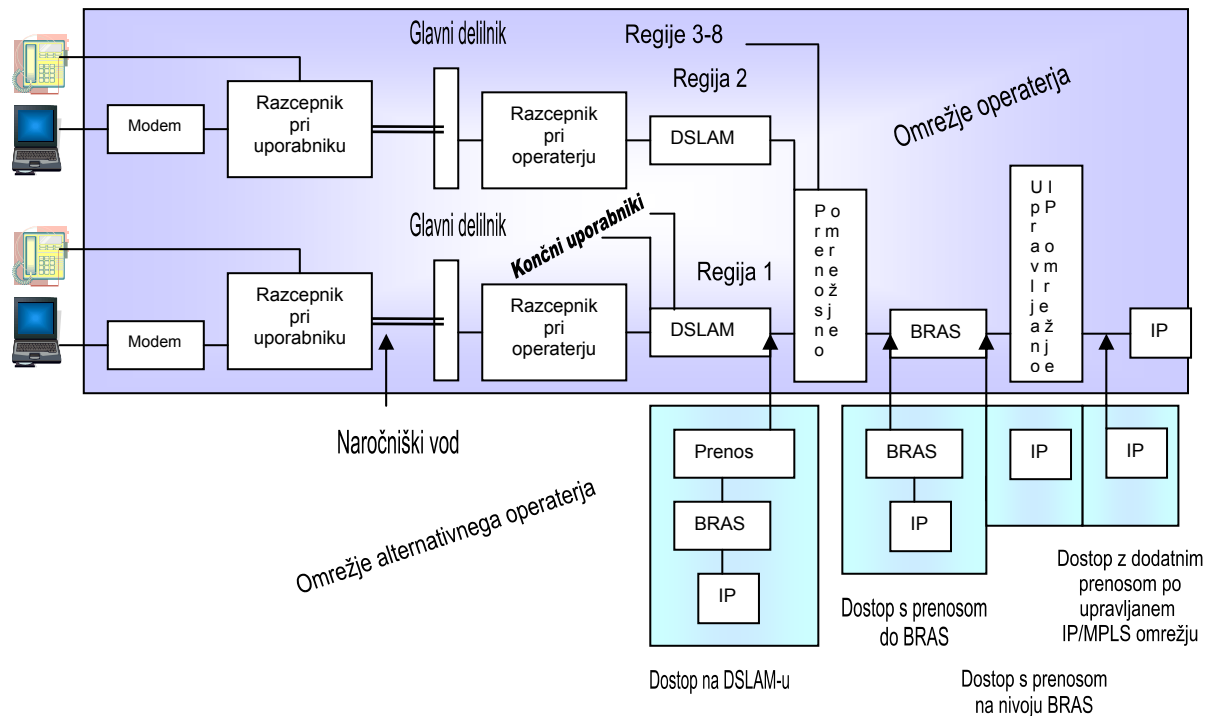 Glavni delilnik
Regije 3-8
Regija 2
Omrežje operaterja
Modem
Razcepnik
pri
uporabniku
Razcepnik
pri
operaterju
DSLAM
Prenosno
omrežje
Upravljano
IP omrežje
Glavni delilnik
Končni uporabniki
Regija 1
Modem
Razcepnik
pri
uporabniku
Razcepnik
pri
operaterju
DSLAM
BRAS
IP
Naročniški vod
Omrežje alternativnega operaterja
Prenos
BRAS
IP
Dostop na DSLAM-u
BRAS
IP
Dostop s prenosom
do BRAS
IP
Dostop s prenosom
na nivoju BRAS
IP
Dostop z dodatnim
prenosom po
upravljanem
IP/MPLS omrežju